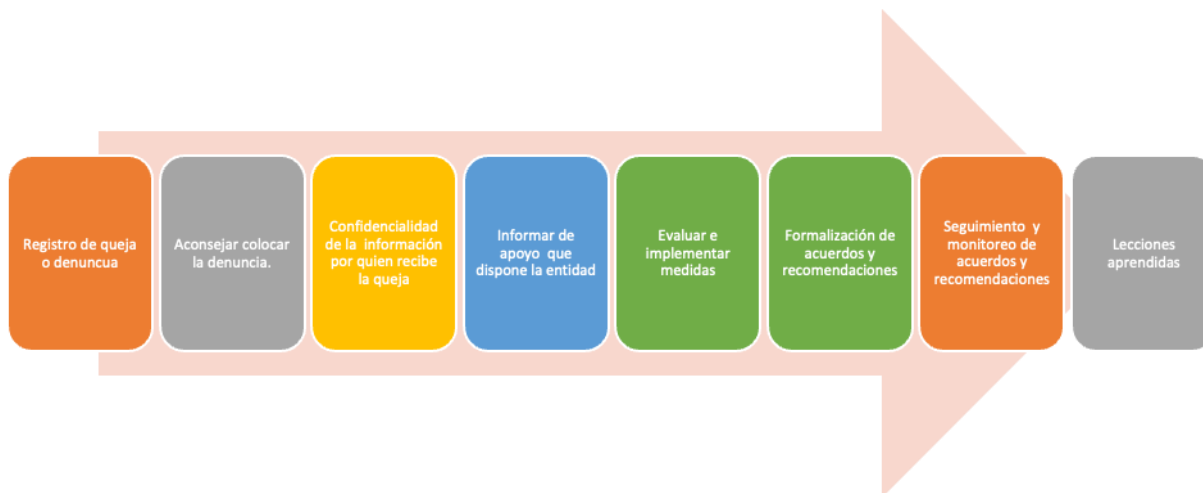 Registro de queja
o denuncua
Aconsejar colocar
la denuncia.
Confidencialidad
de la información
por quien recibe
la queja
Informar de
apoyo que
dispone la entidad
Evaluar e
implementar
medidas
Formalización de
acuerdos y
recomendaciones
Seguimiento y
monitoreo de
acuerdos y
recomendaciones
Lecciones
aprendidas